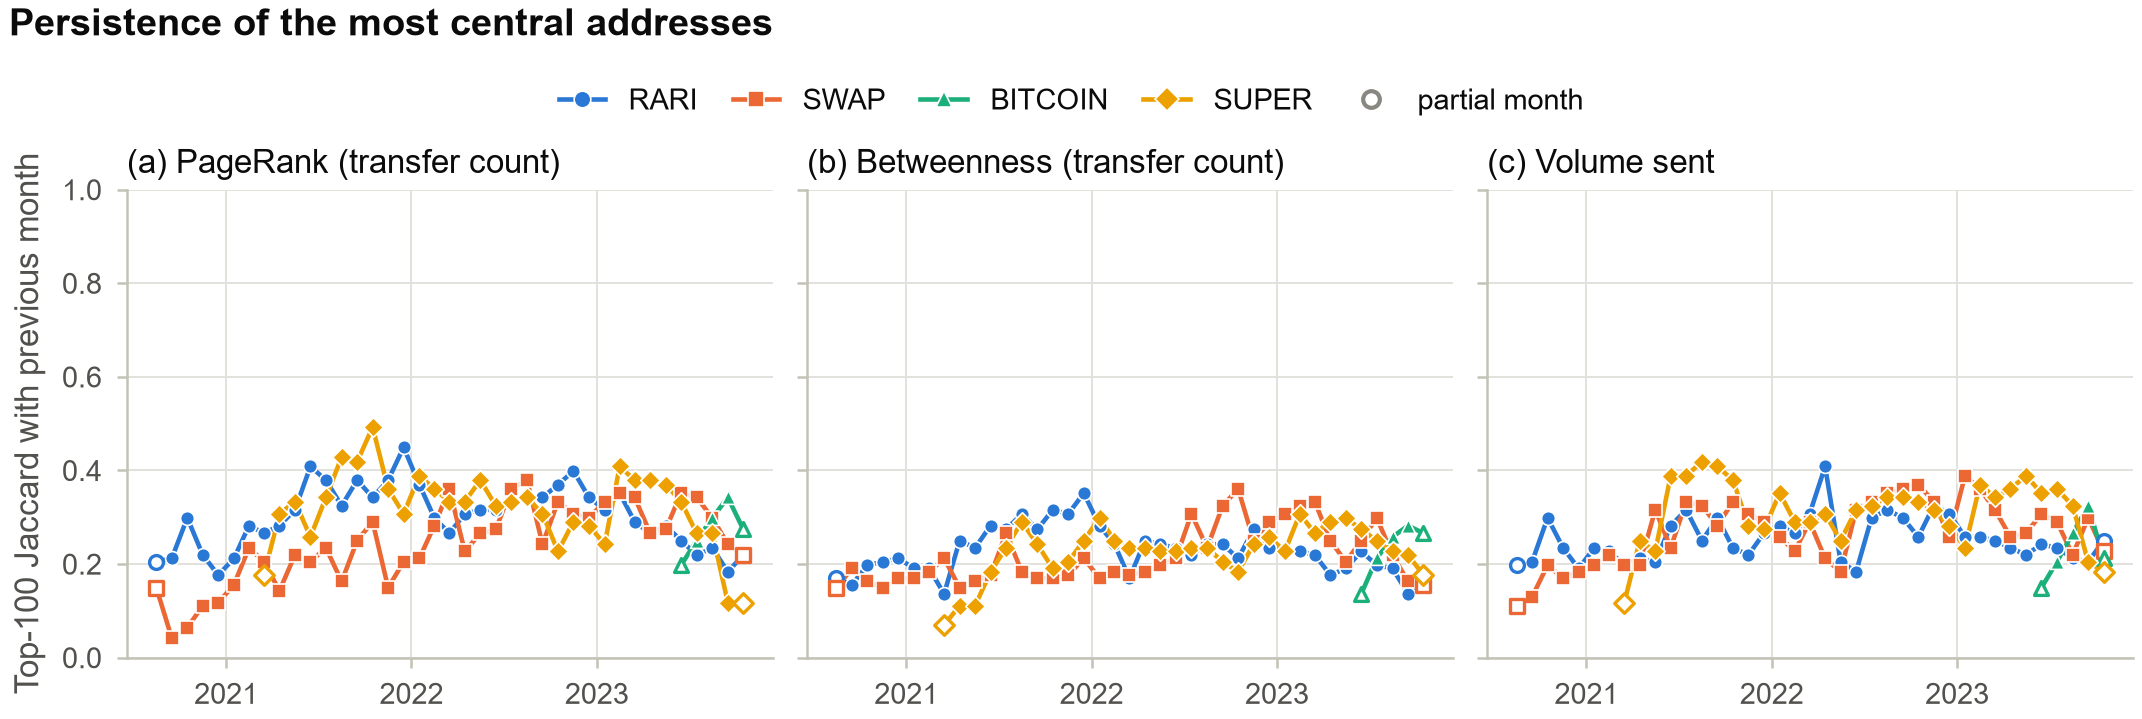 Persistence of the most central addresses
RARI SWAP BITCOIN SUPER partial month
(a) PageRank (transfer count) (b) Betweenness (transfer count) (c) Volume sent
Top-100 Jaccard with previous month
1.0
0.8
0.6
0.4
0.2
0.0
2021 2022 2023 2021 2022 2023 2021 2022 2023